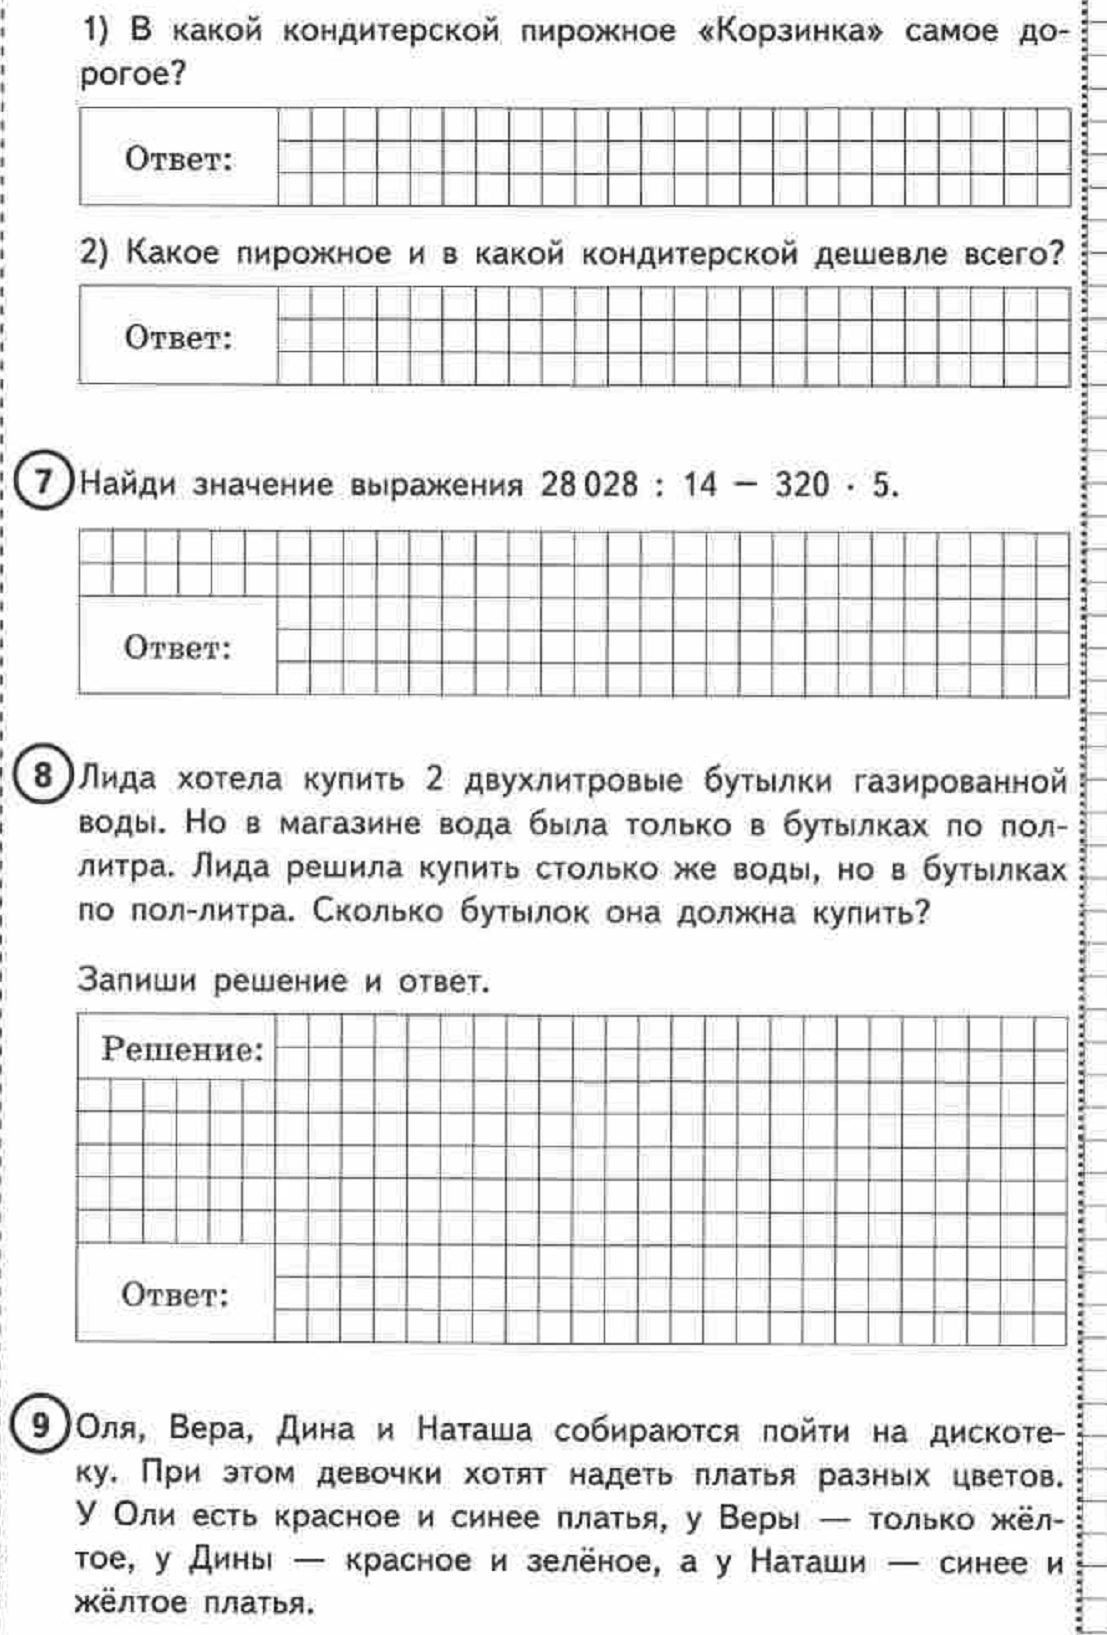 1) В какой кондитерской пирожное «Корзинка» самое до-
рогое?
Ответ:
2) Какое пирожное и в какой кондитерской дешевле всего?
Ответ:
7 Найди значение выражения 28 028 : 14 − 320 · 5.
Ответ:
8 Лида хотела купить 2 двухлитровые бутылки газированной
воды. Но в магазине вода была только в бутылках по пол-
литра. Лида решила купить столько же воды, но в бутылках
по пол-литра. Сколько бутылок она должна купить?
Запиши решение и ответ.
Решение:
Ответ:
9 Оля, Вера, Дина и Наташа собираются пойти на дискоте-
ку. При этом девочки хотят надеть платья разных цветов.
У Оли есть красное и синее платья, у Веры — только жёл-
тое, у Дины — красное и зелёное, а у Наташи — синее и
жёлтое платья.